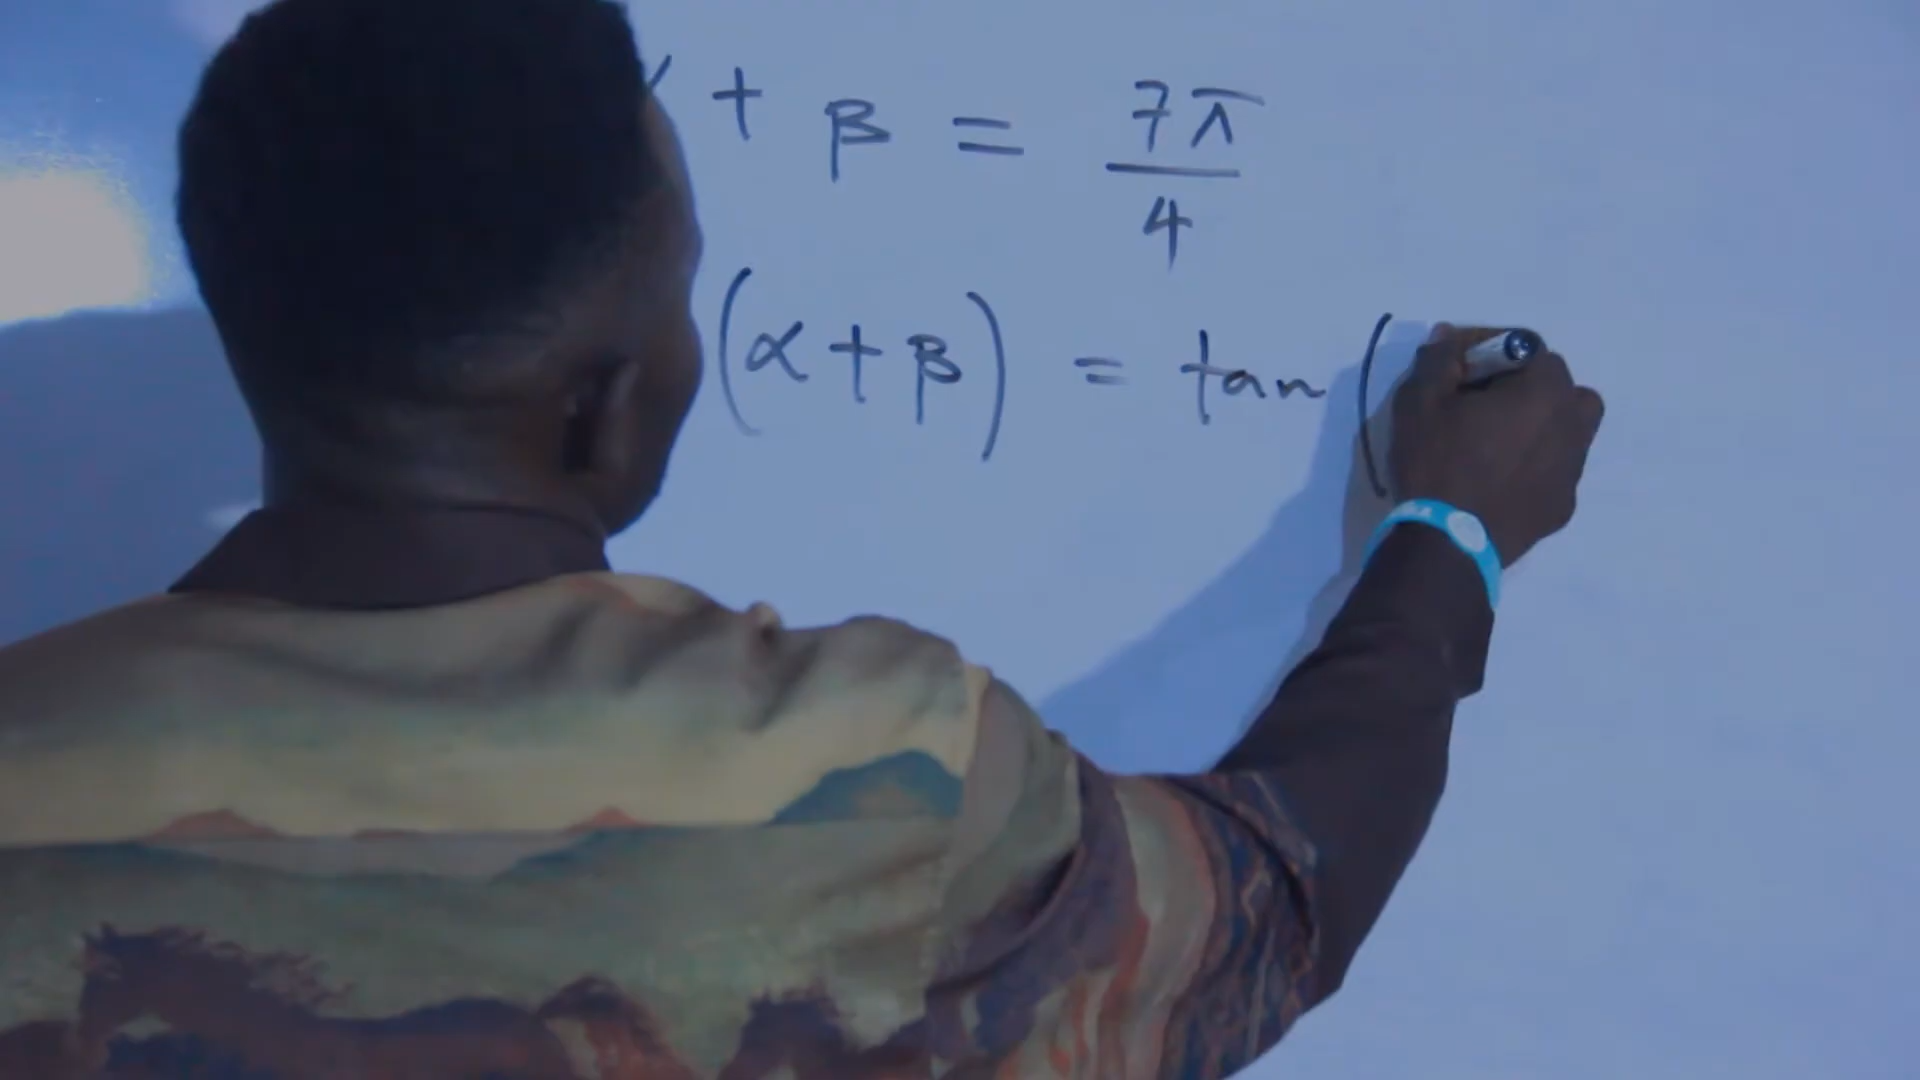 + β = 7π/4
(α + β) = tan (